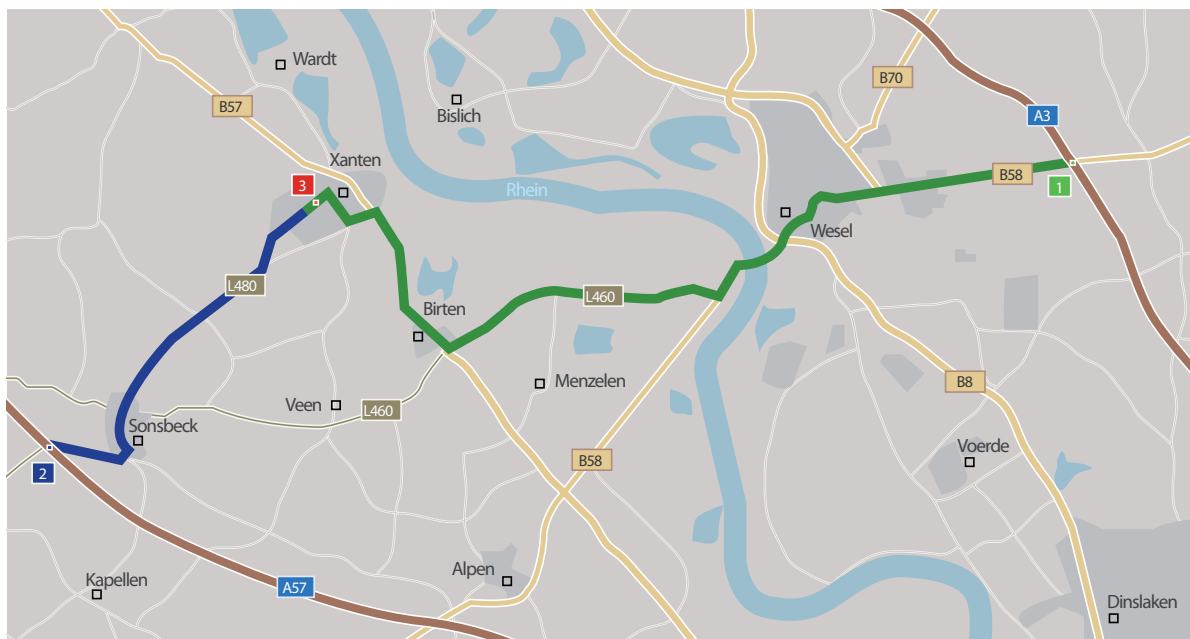 Wardt
B70
B57
Bislich
A3
Xanten
3
Rhein
B58
1
Wesel
L480
L460
Birten
Menzelen
B8
Veen
L460
Sonsbeck
Voerde
2
B58
Alpen
Kapellen
A57
Dinslaken